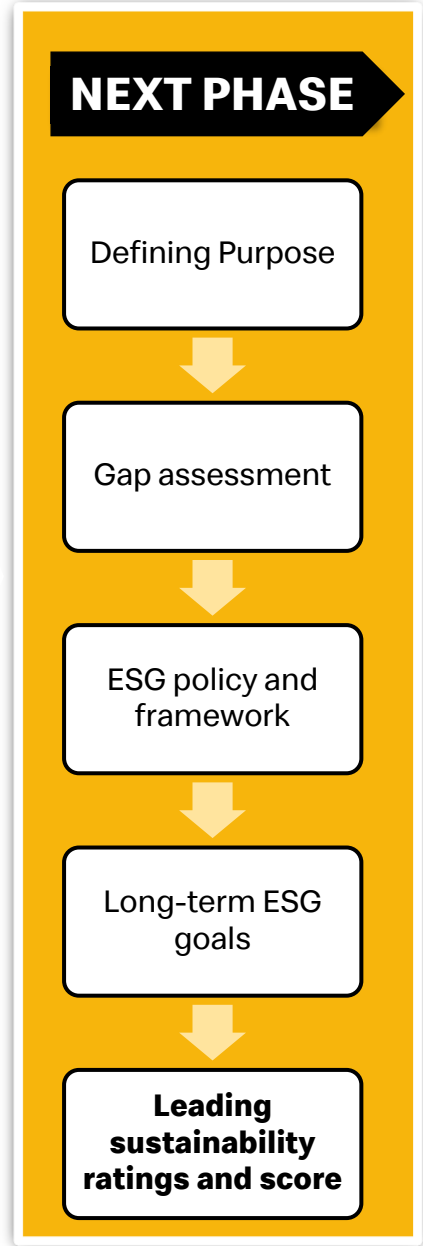 NEXT PHASE
Defining Purpose
Gap assessment
ESG policy and
framework
Long-term ESG
goals
Leading
sustainability
ratings and score